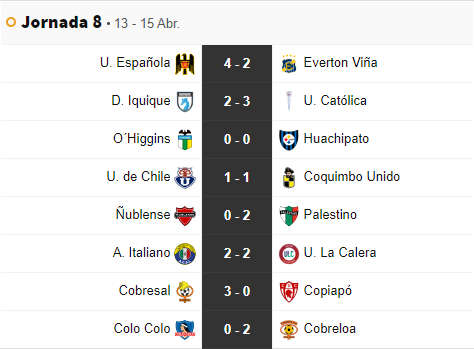 Jornada 8 • 13 - 15 Abr.
U. Española 4 - 2 Everton Viña
D. Iquique 2 - 3 U. Católica
O´Higgins 0 - 0 Huachipato
U. de Chile 1 - 1 Coquimbo Unido
Ñublense 0 - 2 Palestino
A. Italiano 2 - 2 U. La Calera
Cobresal 3 - 0 Copiapó
Colo Colo 0 - 2 Cobreloa